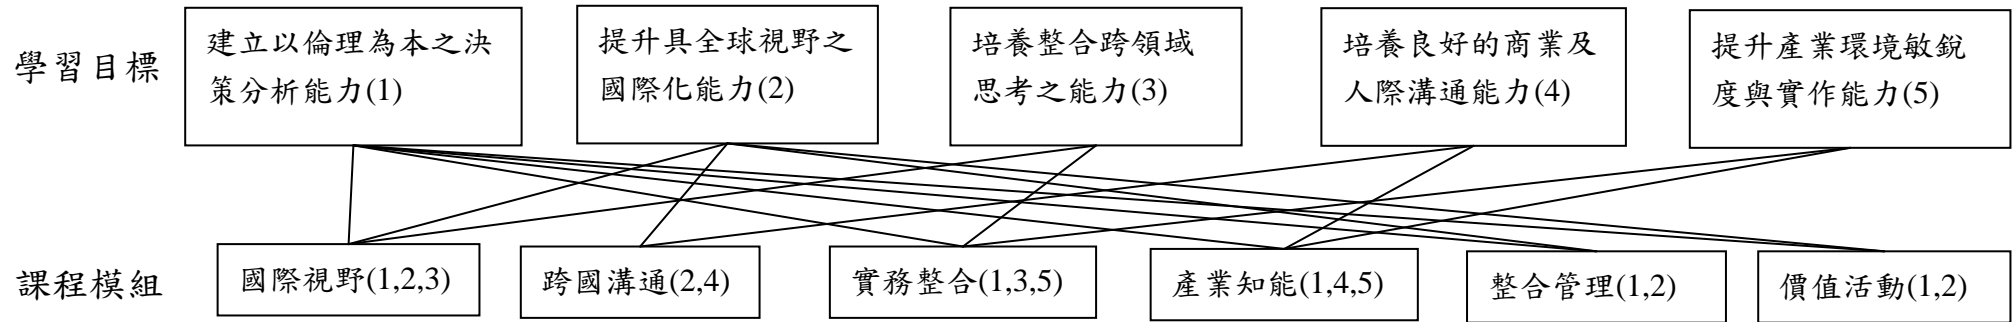 學習目標
建立以倫理為本之決
策分析能力(1)
提升具全球視野之
國際化能力(2)
培養整合跨領域
思考之能力(3)
培養良好的商業及
人際溝通能力(4)
提升產業環境敏銳
度與實作能力(5)
課程模組
國際視野(1,2,3)
跨國溝通(2,4)
實務整合(1,3,5)
產業知能(1,4,5)
整合管理(1,2)
價值活動(1,2)